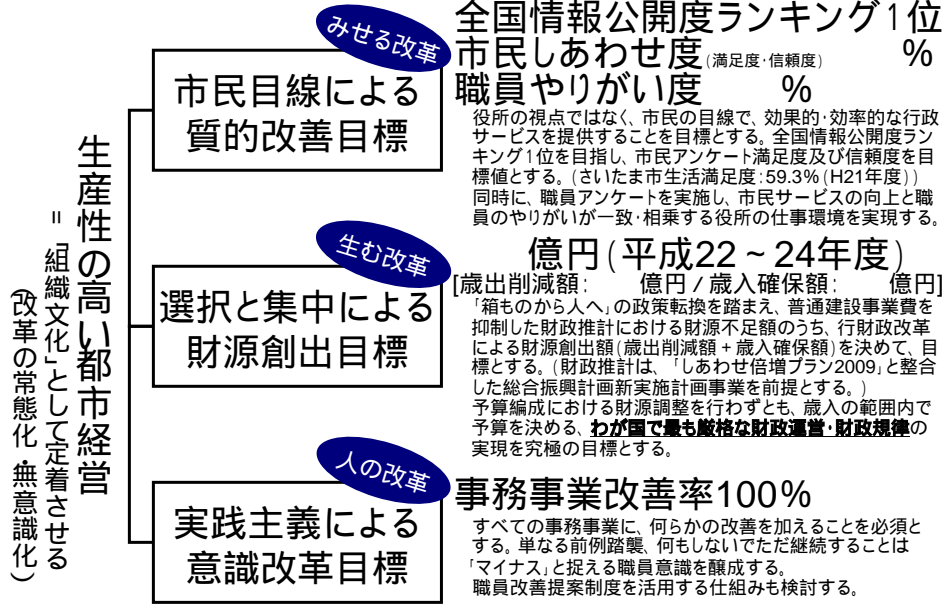 生産性の高い都市経営
=「組織文化」として定着させる
(改革の常態化・無意識化)
みせる改革
市民目線による
質的改善目標
全国情報公開度ランキング1位
市民しあわせ度(満足度・信頼度) %
職員やりがい度 %
役所の視点ではなく、市民の目線で、効果的・効率的な行政
サービスを提供することを目標とする。全国情報公開度ラン
キング1位を目指し、市民アンケート満足度及び信頼度を目
標値とする。(さいたま市生活満足度:59.3%(H21年度))
同時に、職員アンケートを実施し、市民サービスの向上と職
員のやりがいが一致・相乗する役所の仕事環境を実現する。
生む改革
選択と集中による
財源創出目標
億円(平成22~24年度)
[歳出削減額: 億円/歳入確保額: 億円]
「箱ものから人へ」の政策転換を踏まえ、普通建設事業費を
抑制した財政推計における財源不足額のうち、行財政改革
による財源創出額(歳出削減額+歳入確保額)を決めて、目
標とする。(財政推計は、「しあわせ倍増プラン2009」と整合
した総合振興計画新実施計画事業を前提とする。)
予算編成における財源調整を行わずとも、歳入の範囲内で
予算を決める、わが国で最も厳格な財政運営・財政規律の
実現を究極の目標とする。
人の改革
実践主義による
意識改革目標
事務事業改善率100%
すべての事務事業に、何らかの改善を加えることを必須と
する。単なる前例踏襲、何もしないでただ継続することは
「マイナス」と捉える職員意識を醸成する。
職員改善提案制度を活用する仕組みも検討する。